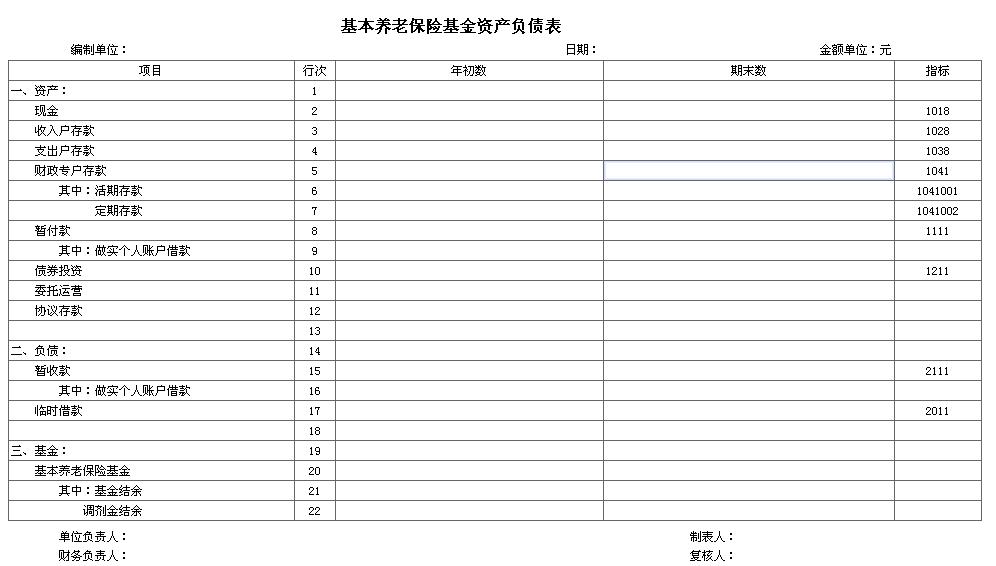 基本养老保险基金资产负债表
编制单位： 日期： 金额单位：元
项目 行次 年初数 期末数 指标
一、资产： 1
现金 2 1018
收入户存款 3 1028
支出户存款 4 1038
财政专户存款 5 1041
其中：活期存款 6 1041001
定期存款 7 1041002
暂付款 8 1111
其中：做实个人账户借款 9
债券投资 10 1211
委托运营 11
协议存款 12
13
二、负债： 14
暂收款 15 2111
其中：做实个人账户借款 16
临时借款 17 2011
18
三、基金： 19
基本养老保险基金 20
其中：基金结余 21
调剂金结余 22
单位负责人： 制表人：
财务负责人： 复核人：